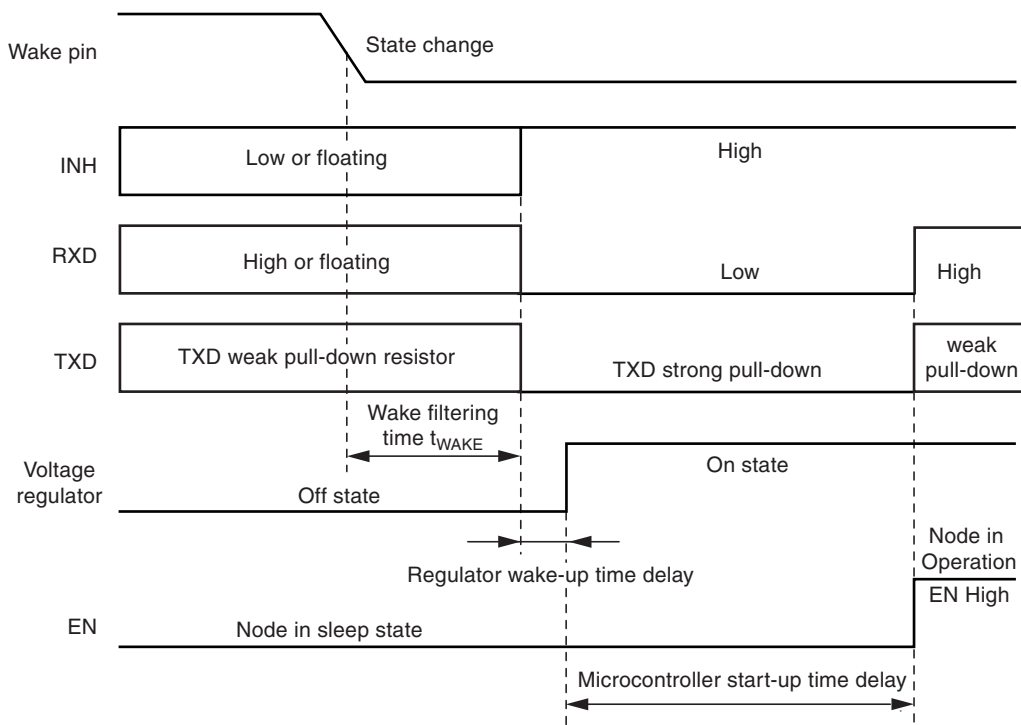 Wake pin
State change
INH
Low or floating
High
RXD
High or floating
Low
High
TXD
TXD weak pull-down resistor
TXD strong pull-down
weak
pull-down
Wake filtering
time tWAKE
Voltage
regulator
Off state
On state
Regulator wake-up time delay
Node in
Operation
EN
Node in sleep state
EN High
Microcontroller start-up time delay